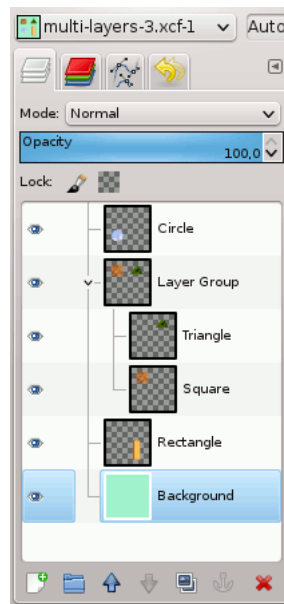 multi-layers-3.xcf-1
Auto
Mode: Normal
Opacity
100,0
Lock:
Circle
Layer Group
Triangle
Square
Rectangle
Background